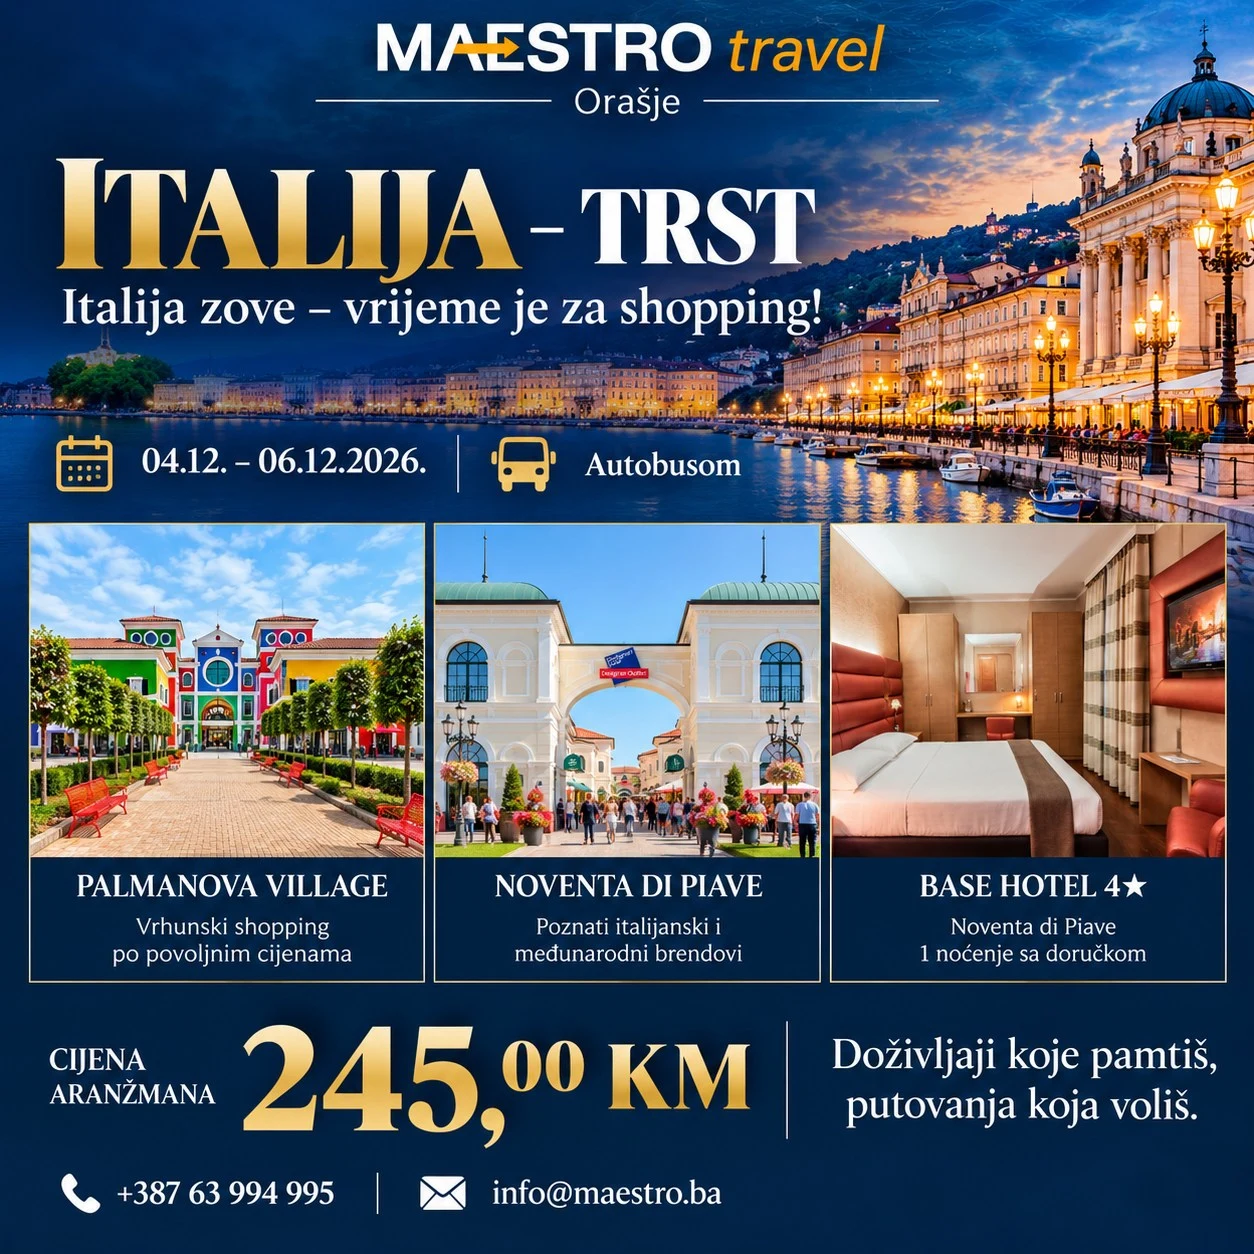 MAESTRO travel
Orašje
ITALIJA – TRST
Italija zove – vrijeme je za shopping!
04.12. – 06.12.2026.
Autobusom
Designer Outlet
PALMANOVA VILLAGE
Vrhunski shopping
po povoljnim cijenama
NOVENTA DI PIAVE
Poznati italijanski i
međunarodni brendovi
BASE HOTEL 4★
Noventa di Piave
1 noćenje sa doručkom
CIJENA
ARANŽMANA
245,00 KM
Doživljaji koje pamtiš,
putovanja koja voliš.
+387 63 994 995
info@maestro.ba